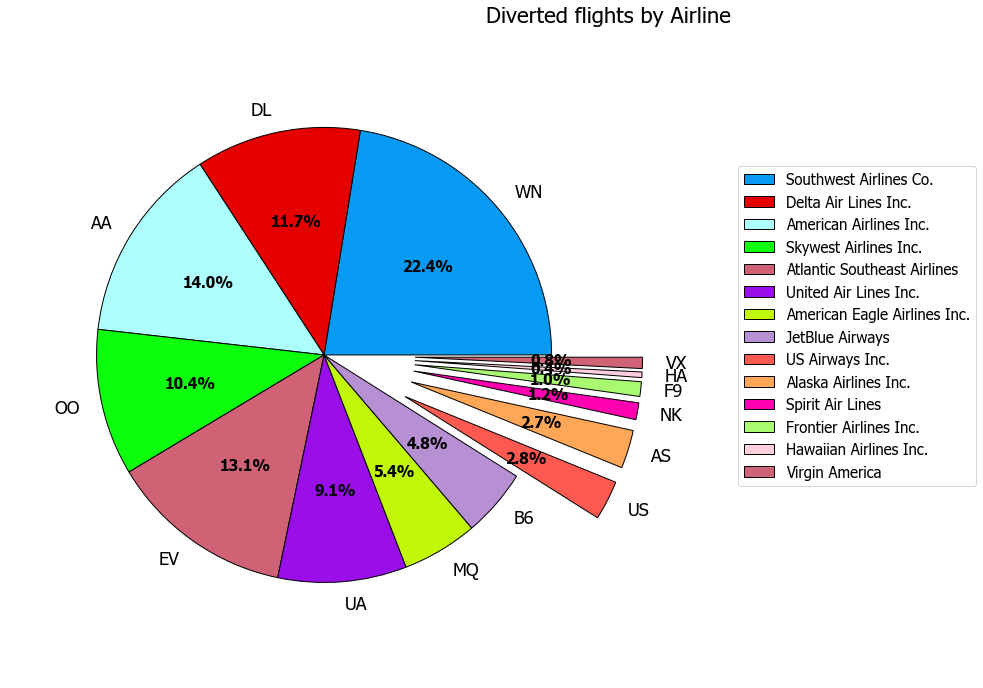 Diverted flights by Airline
DL
WN
AA
11.7%
22.4%
14.0%
OO
10.4%
EV
13.1%
UA
9.1%
MQ
5.4%
B6
4.8%
US
2.8%
AS
2.7%
NK
1.2%
F9
1.0%
HA
0.4%
VX
0.8%
Southwest Airlines Co.
Delta Air Lines Inc.
American Airlines Inc.
Skywest Airlines Inc.
Atlantic Southeast Airlines
United Air Lines Inc.
American Eagle Airlines Inc.
JetBlue Airways
US Airways Inc.
Alaska Airlines Inc.
Spirit Air Lines
Frontier Airlines Inc.
Hawaiian Airlines Inc.
Virgin America